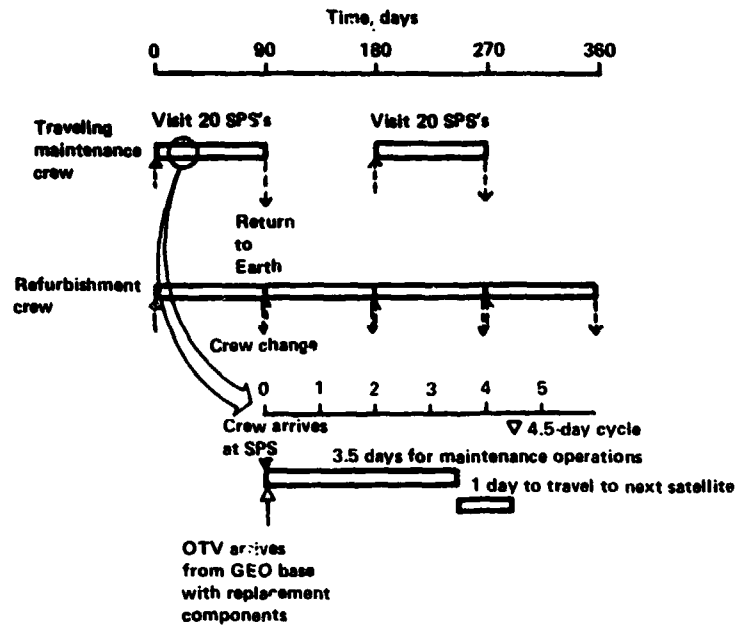 Time, days
0 90 180 270 360
Visit 20 SPS's Visit 20 SPS's
Traveling
maintenance
crew
Return
to
Earth
Refurbishment
crew
Crew change
0 1 2 3 4 5
Crew arrives
at SPS
▽ 4.5-day cycle
3.5 days for maintenance operations
1 day to travel to next satellite
OTV arrives
from GEO base
with replacement
components